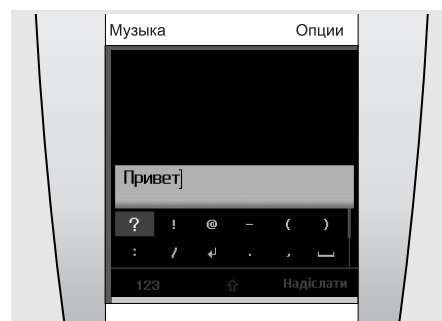 Музыка Опции
Привет
? ! @ - ( )
: / ↵ . , ⎵
123 ⇧ Надіслати